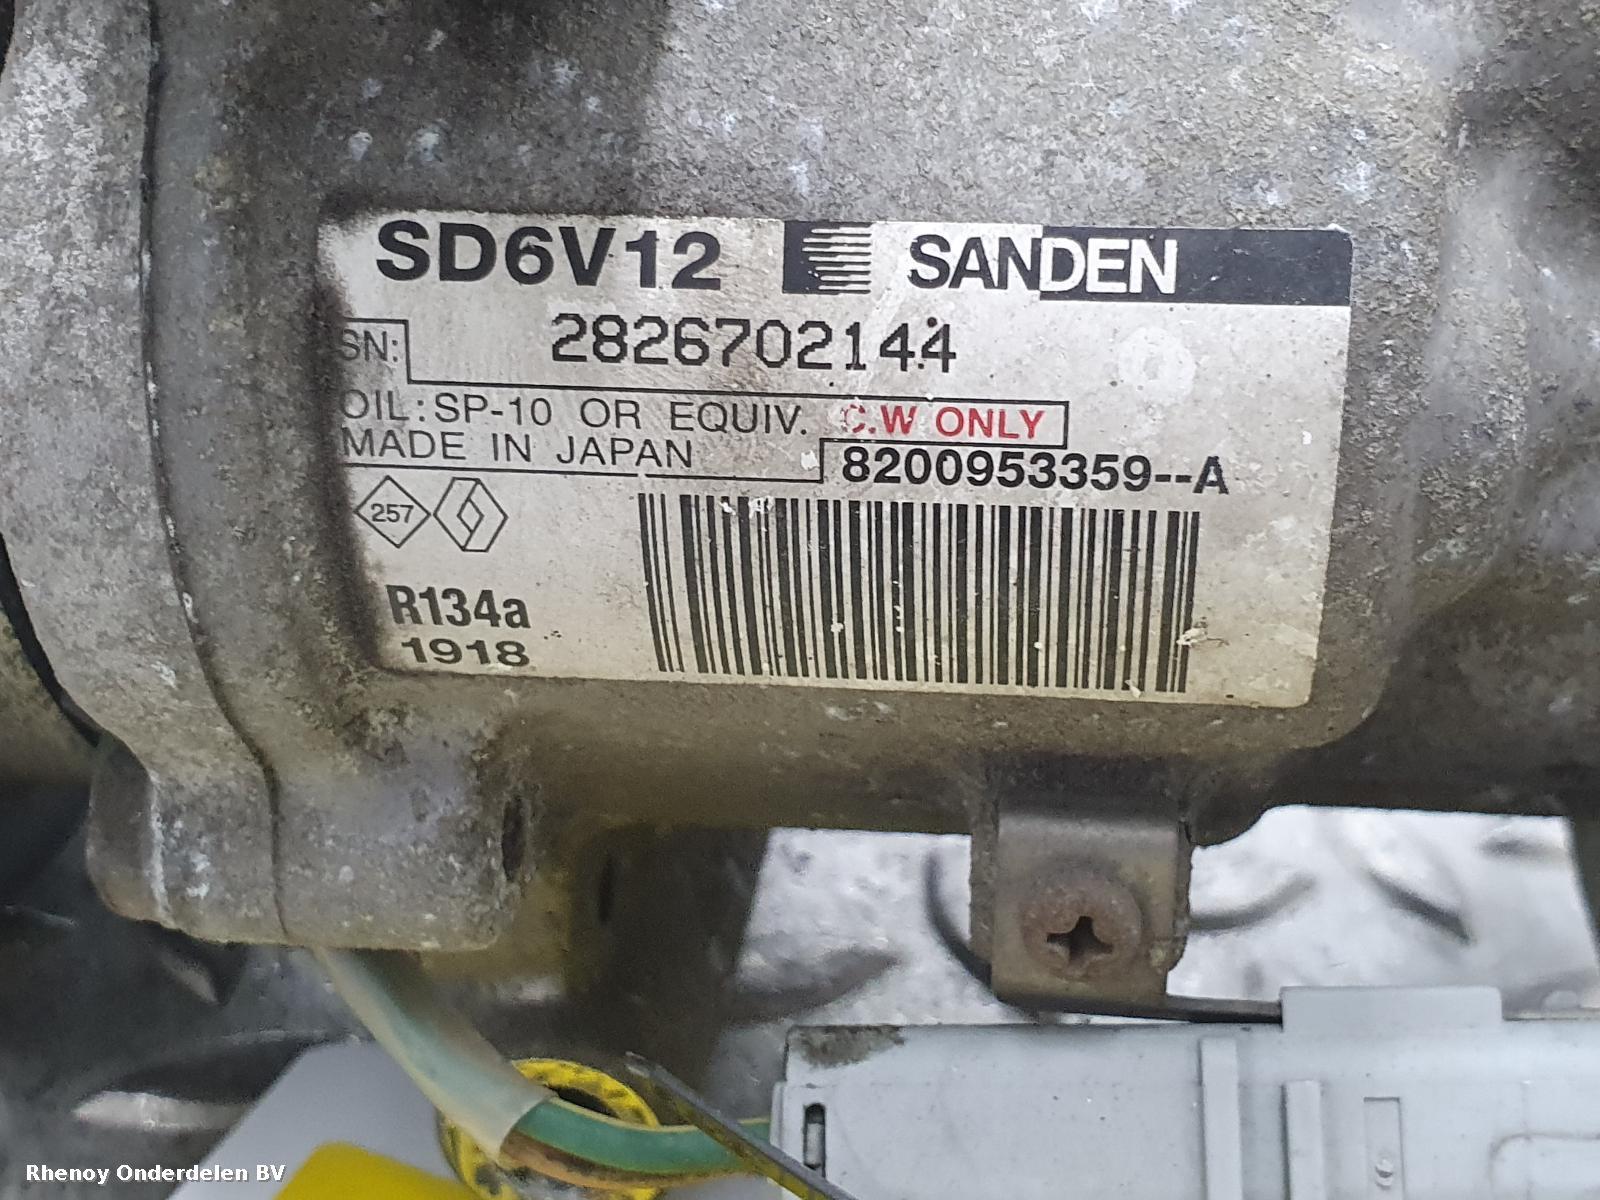 SD6V12 SANDEN
SN: 2826702144
OIL: SP-10 OR EQUIV. C.W ONLY
MADE IN JAPAN
8200953359--A
257
R134a
1918
Rhenoy Onderdelen BV